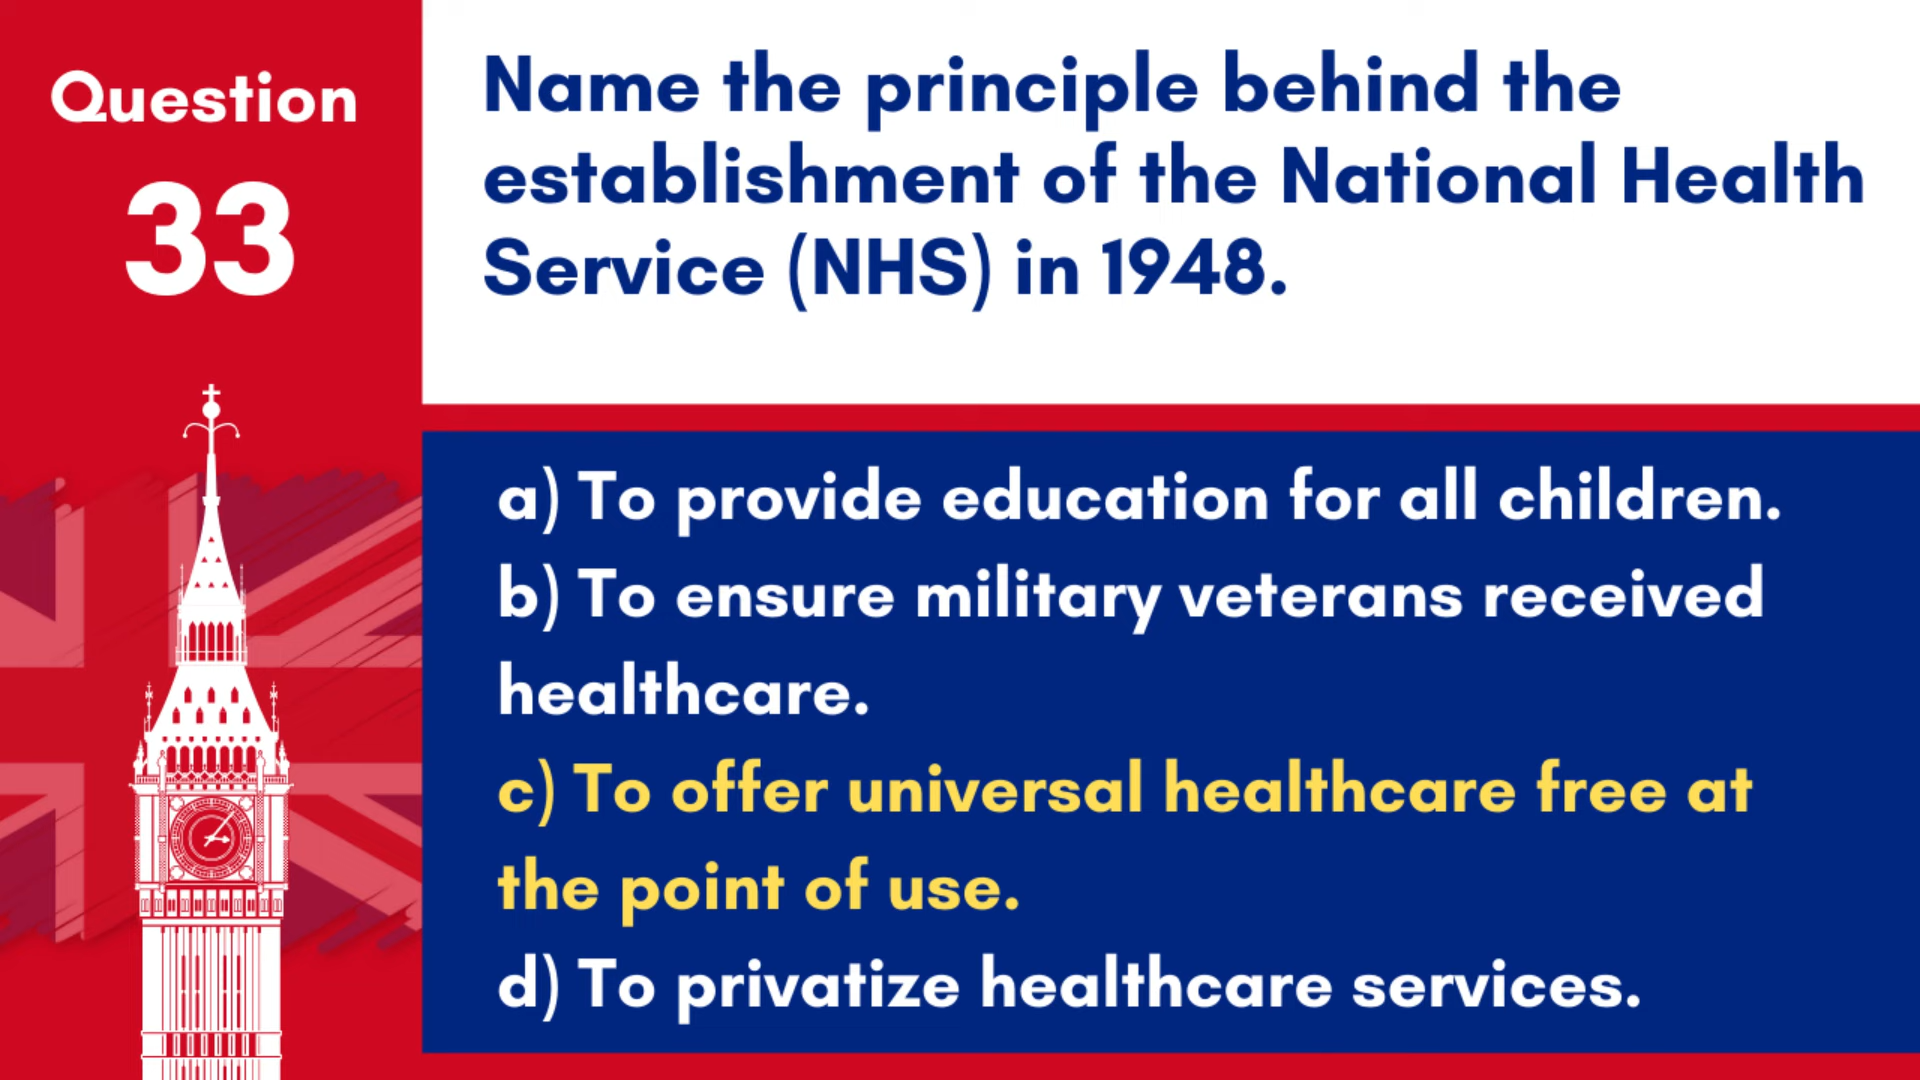 Question
33
Name the principle behind the
establishment of the National Health
Service (NHS) in 1948.
a) To provide education for all children.
b) To ensure military veterans received
healthcare.
c) To offer universal healthcare free at
the point of use.
d) To privatize healthcare services.